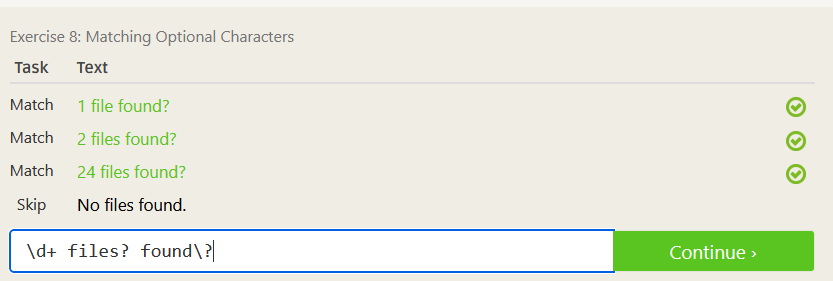 Exercise 8: Matching Optional Characters
Task Text
Match 1 file found?
Match 2 files found?
Match 24 files found?
Skip No files found.
\d+ files? found\? Continue ›